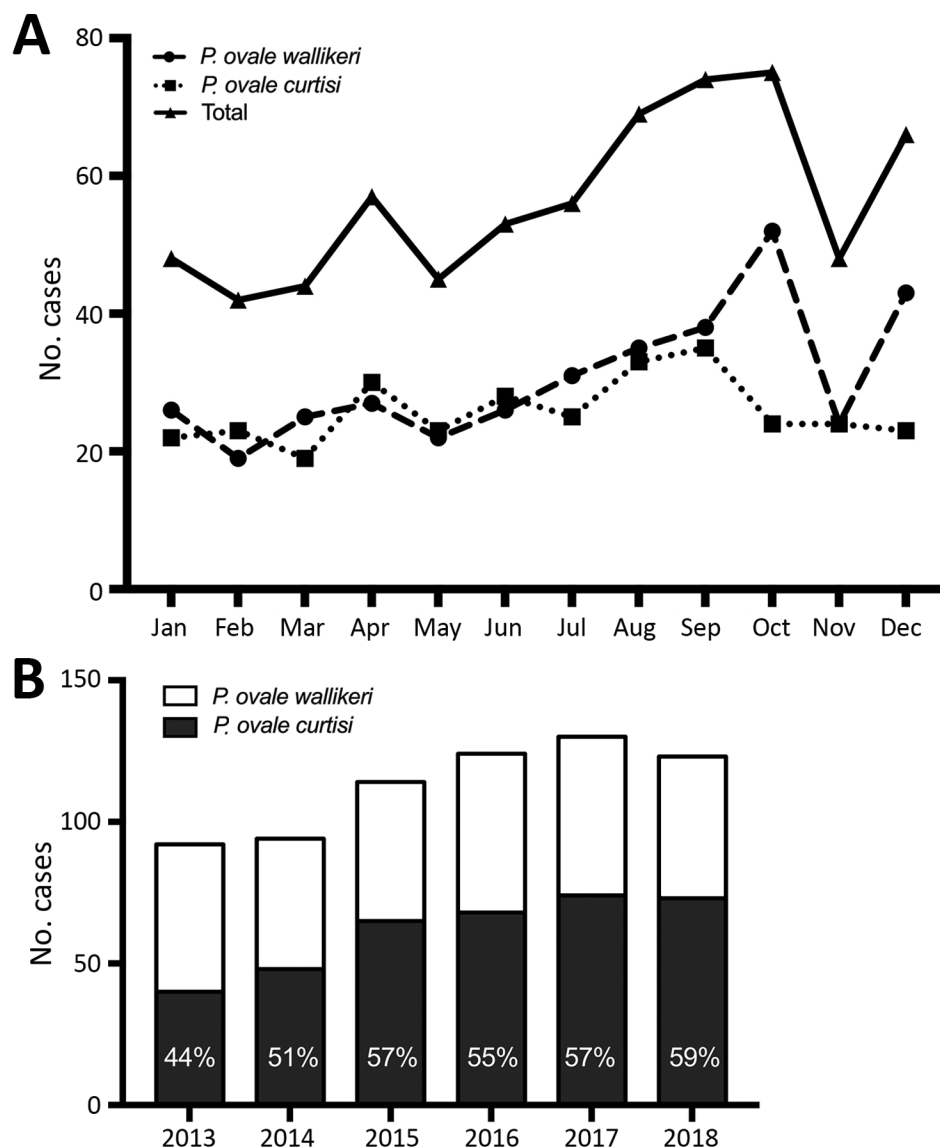 A
80
P. ovale wallikeri
P. ovale curtisi
Total
60
No. cases
40
20
0
Jan Feb Mar Apr May Jun Jul Aug Sep Oct Nov Dec
B
150
P. ovale wallikeri
P. ovale curtisi
100
No. cases
50
44% 51% 57% 55% 57% 59%
0
2013 2014 2015 2016 2017 2018